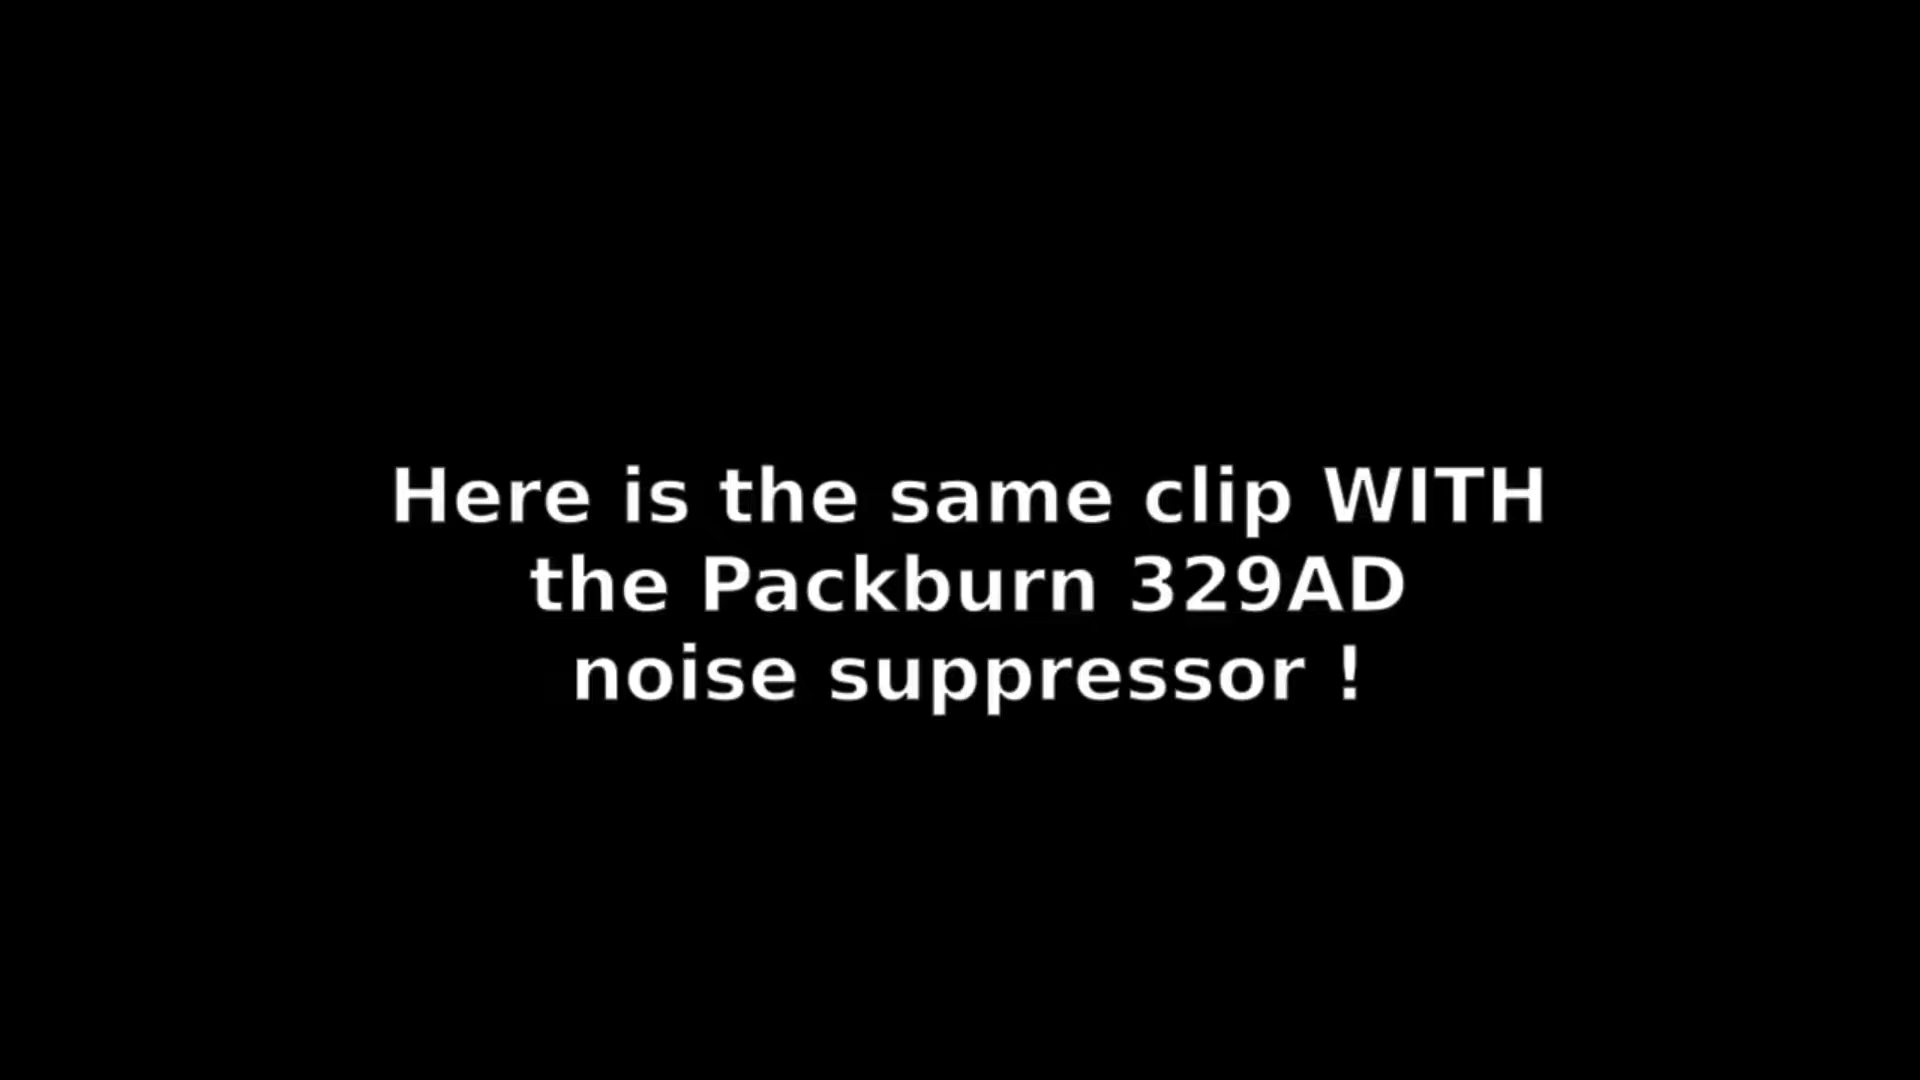 Here is the same clip WITH
the Packburn 329AD
noise suppressor !